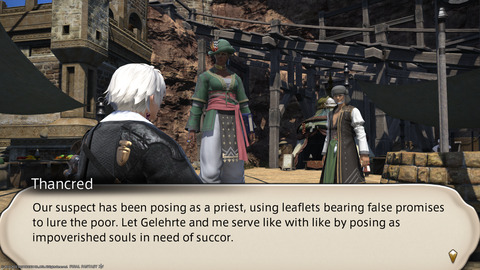 Thancred
Our suspect has been posing as a priest, using leaflets bearing false promises
to lure the poor. Let Gelehrte and me serve like with like by posing as
impoverished souls in need of succor.